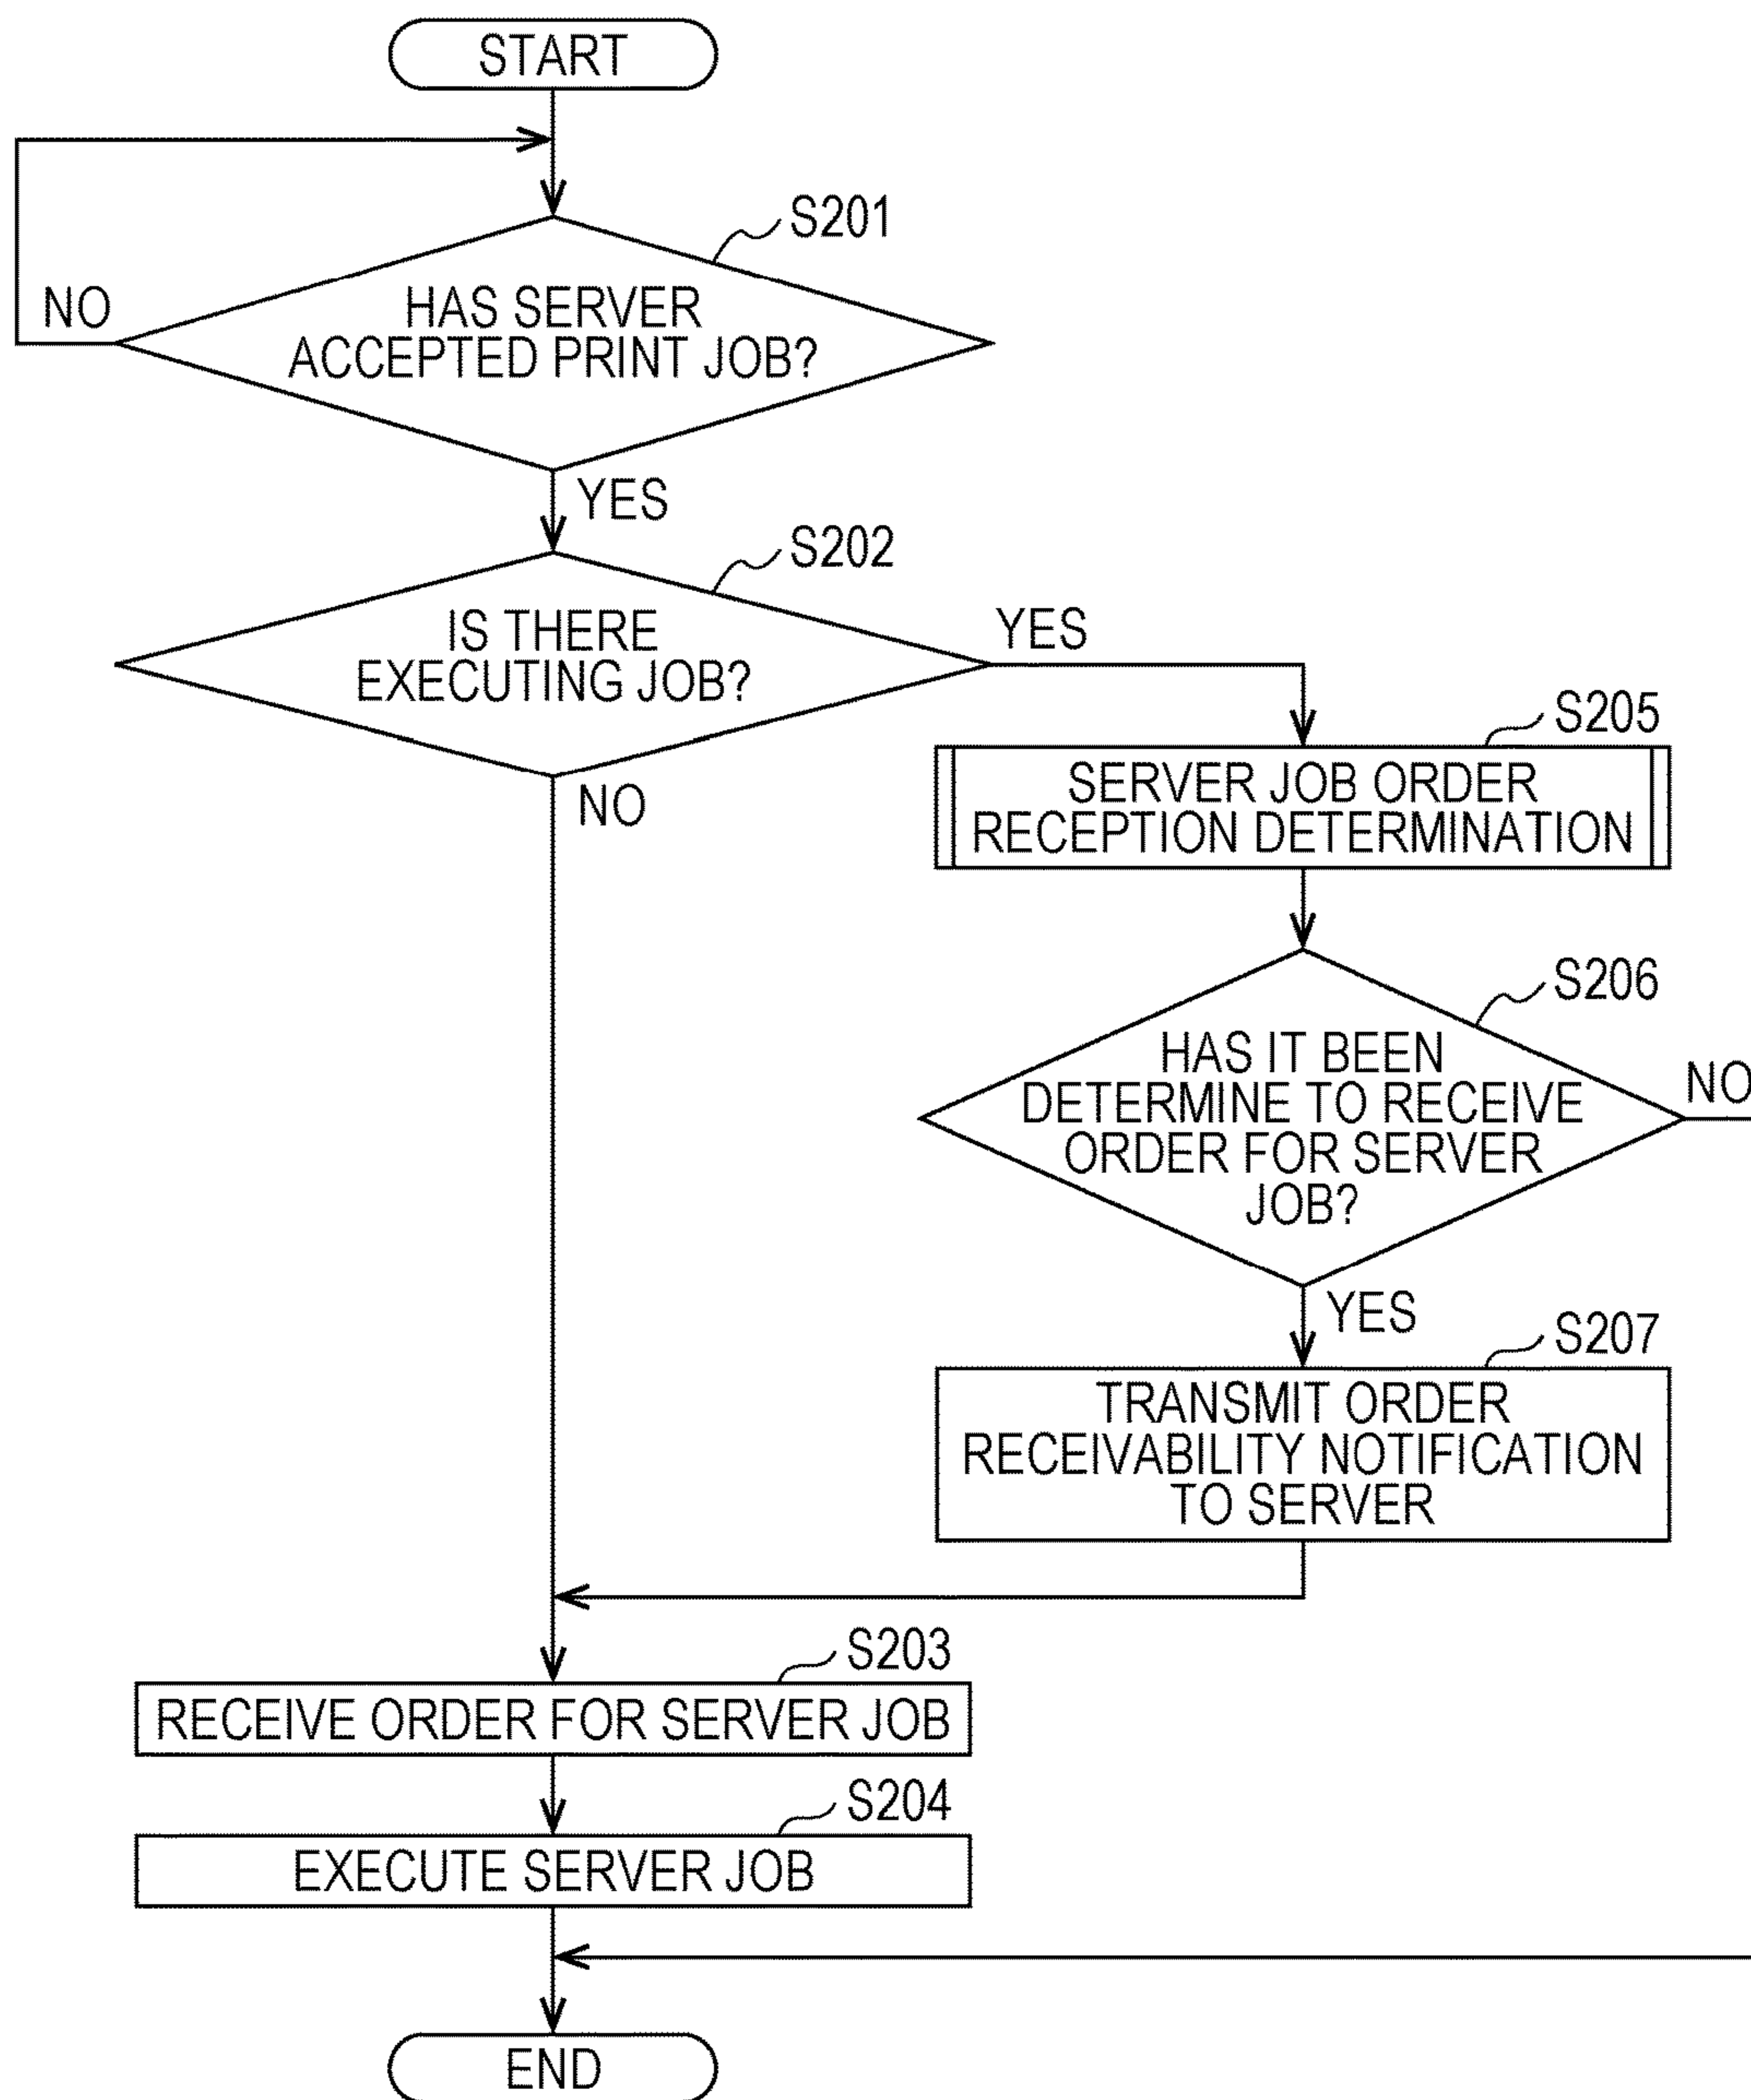 START
S201
HAS SERVER
ACCEPTED PRINT JOB?
NO
YES
S202
IS THERE
EXECUTING JOB?
YES
NO
S205
SERVER JOB ORDER
RECEPTION DETERMINATION
S206
HAS IT BEEN
DETERMINE TO RECEIVE
ORDER FOR SERVER
JOB?
NO
YES
S207
TRANSMIT ORDER
RECEIVABILITY NOTIFICATION
TO SERVER
S203
RECEIVE ORDER FOR SERVER JOB
S204
EXECUTE SERVER JOB
END